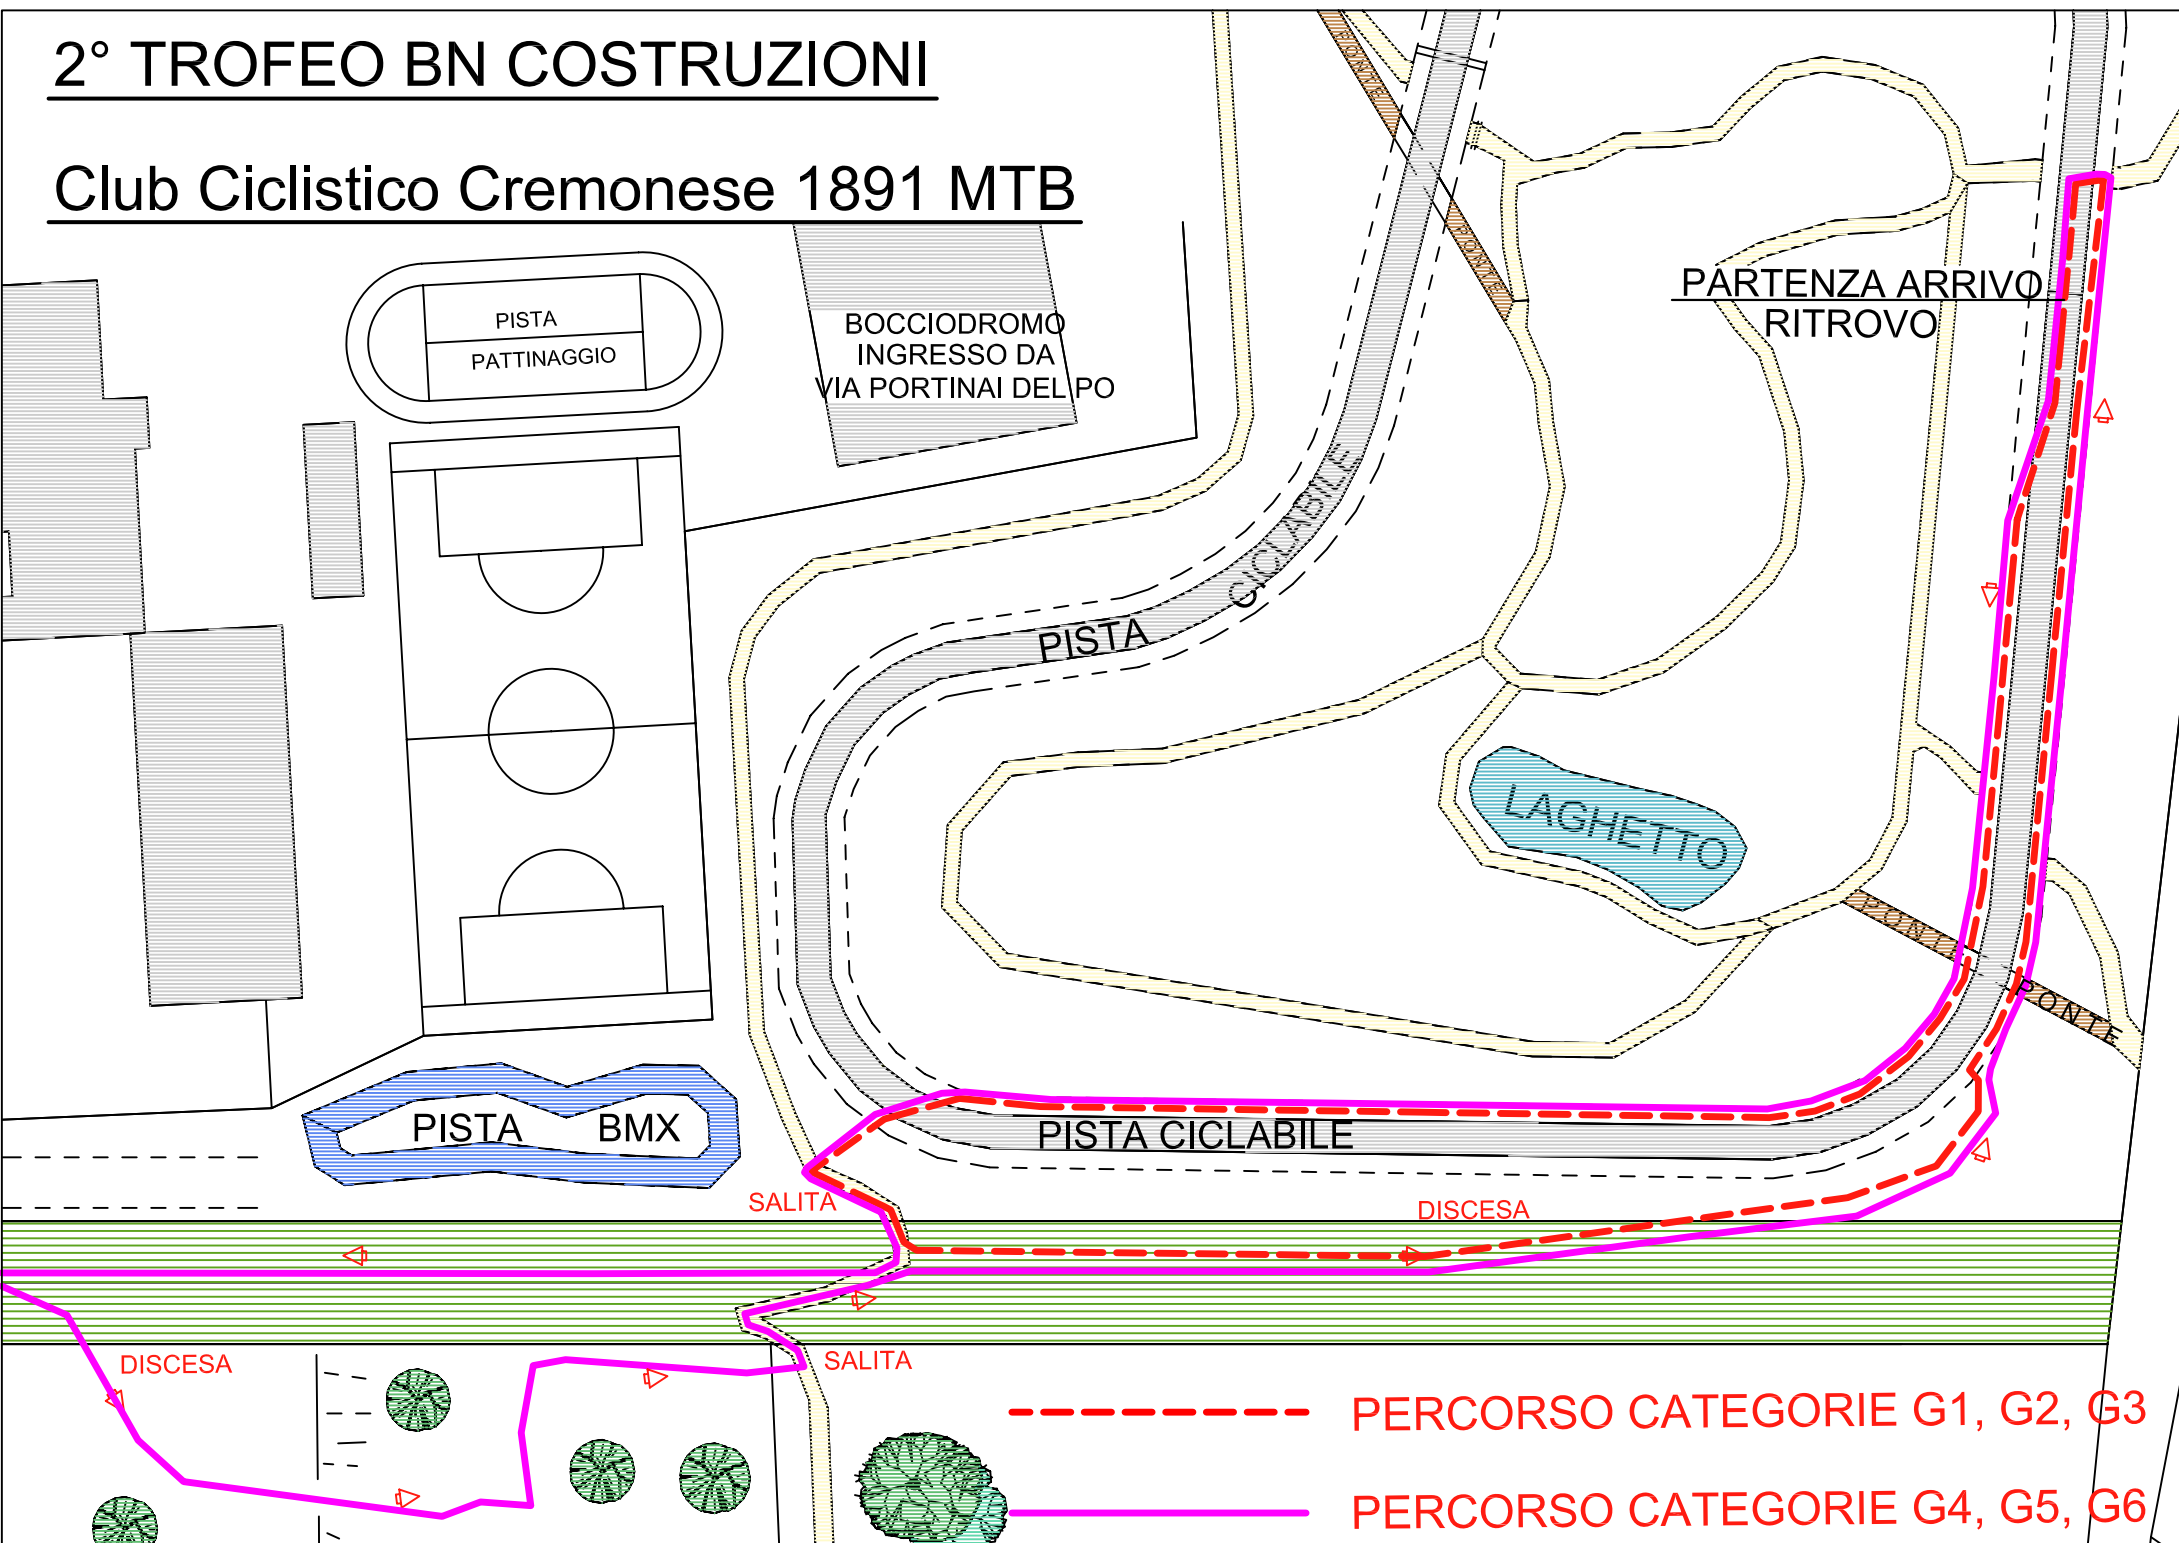 2° TROFEO BN COSTRUZIONI
Club Ciclistico Cremonese 1891 MTB
PONTE
PONTE
PISTA
PATTINAGGIO
BOCCIODROMO
INGRESSO DA
VIA PORTINAI DEL PO
PARTENZA ARRIVO
RITROVO
PISTA CICLABILE
LAGHETTO
PONTE
PONTE
PISTA BMX
PISTA CICLABILE
SALITA
DISCESA
DISCESA
SALITA
PERCORSO CATEGORIE G1, G2, G3
PERCORSO CATEGORIE G4, G5, G6